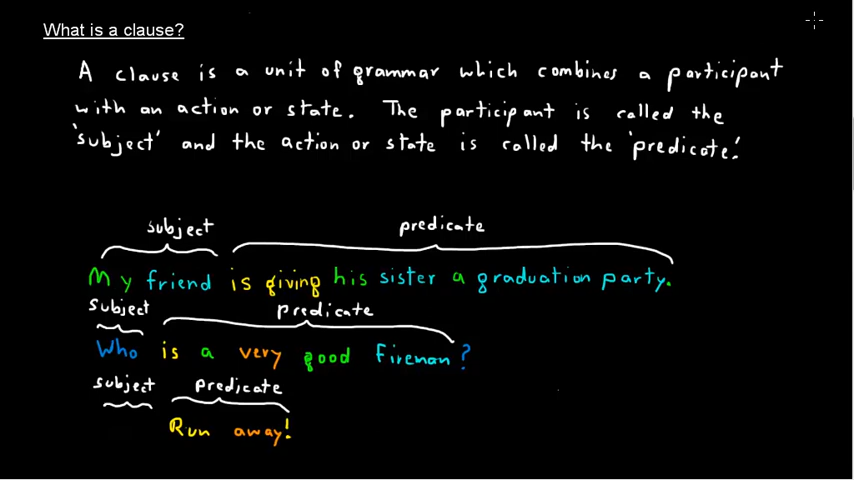 What is a clause?
A clause is a unit of grammar which combines a participant
with an action or state. The participant is called the
'subject' and the action or state is called the 'predicate'.
subject predicate
My friend is giving his sister a graduation party.
subject predicate
Who is a very good fireman?
subject predicate
Run away!